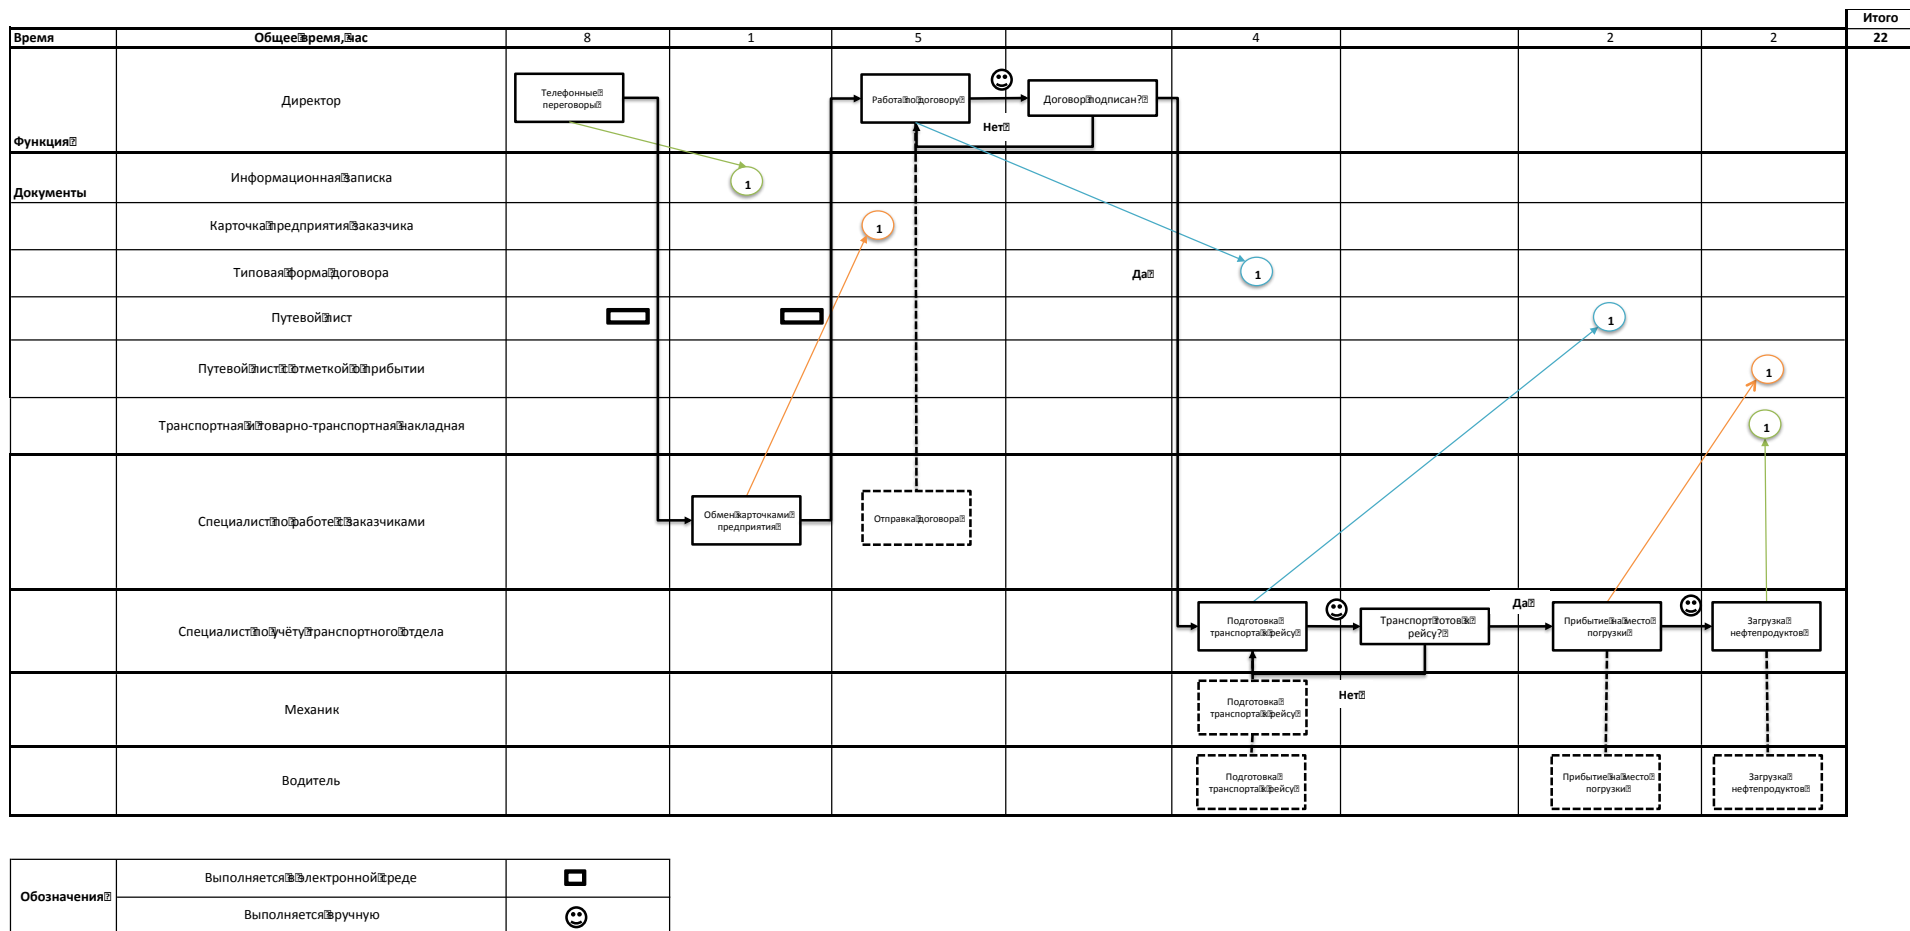 Итого
Время Общее время, час 8 1 5 4 2 2 22
Телефонные
переговоры
Директор
Работа по договору
Договор подписан?
Нет
Функция
Документы
Информационная записка
1
Карточка предприятия заказчика
1
Типовая форма договора
Да
1
Путевой лист
1
Путевой лист с отметкой о прибытии
1
Транспортная и товарно-транспортная накладная
1
Специалист по работе с заказчиками
Обмен карточками
предприятия
Отправка договора
Специалист по учёту транспортного отдела
Подготовка
транспорта к рейсу
Транспорт готов к
рейсу?
Да
Прибытие на место
погрузки
Загрузка
нефтепродуктов
Механик
Подготовка
транспорта к рейсу
Нет
Водитель
Подготовка
транспорта к рейсу
Прибытие на место
погрузки
Загрузка
нефтепродуктов
Обозначения
Выполняется в электронной среде
Выполняется вручную